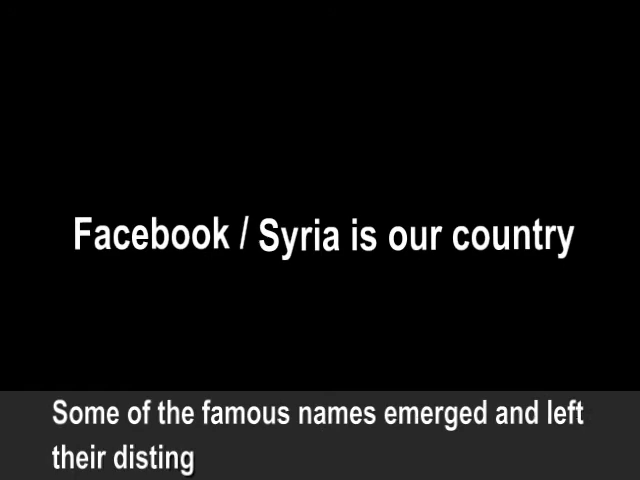 Facebook / Syria is our country
Some of the famous names emerged and left
their disting